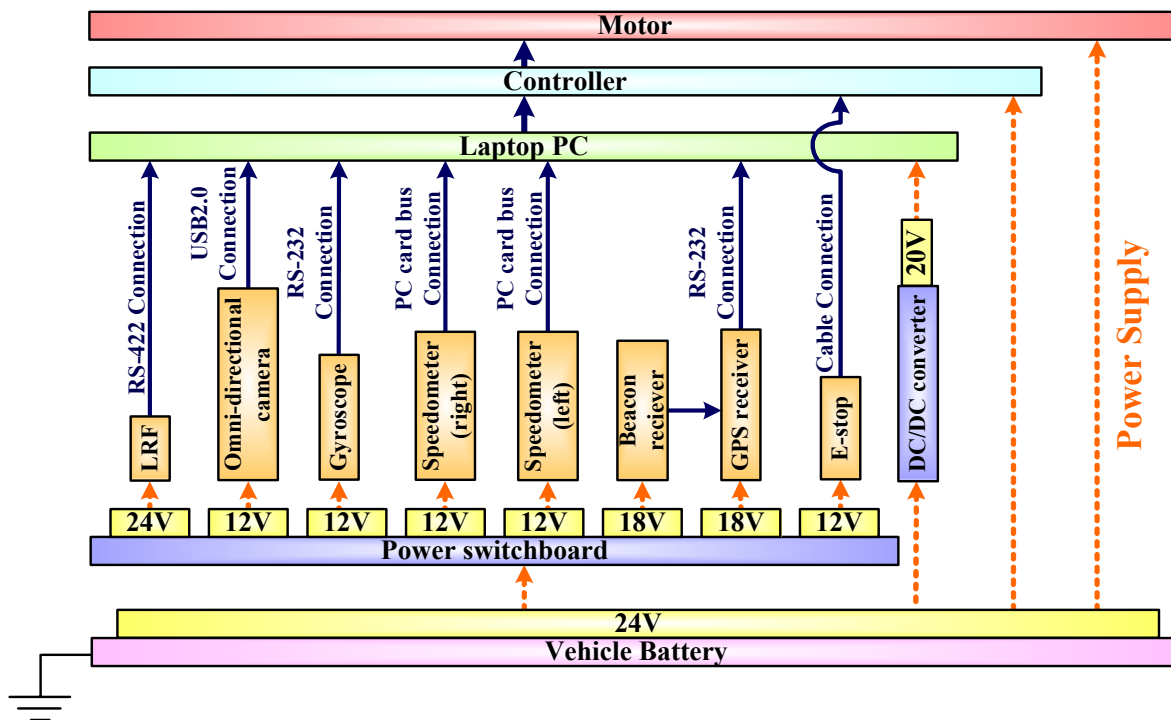 Motor
Controller
Laptop PC
RS-422 Connection
USB2.0
Connection
RS-232
Connection
PC card bus
Connection
PC card bus
Connection
RS-232
Connection
Cable Connection
20V
Power Supply
LRF
Omni-directional
camera
Gyroscope
Speedometer
(right)
Speedometer
(left)
Beacon
reciever
GPS receiver
E-stop
DC/DC converter
24V
12V
12V
12V
12V
18V
18V
12V
Power switchboard
24V
Vehicle Battery